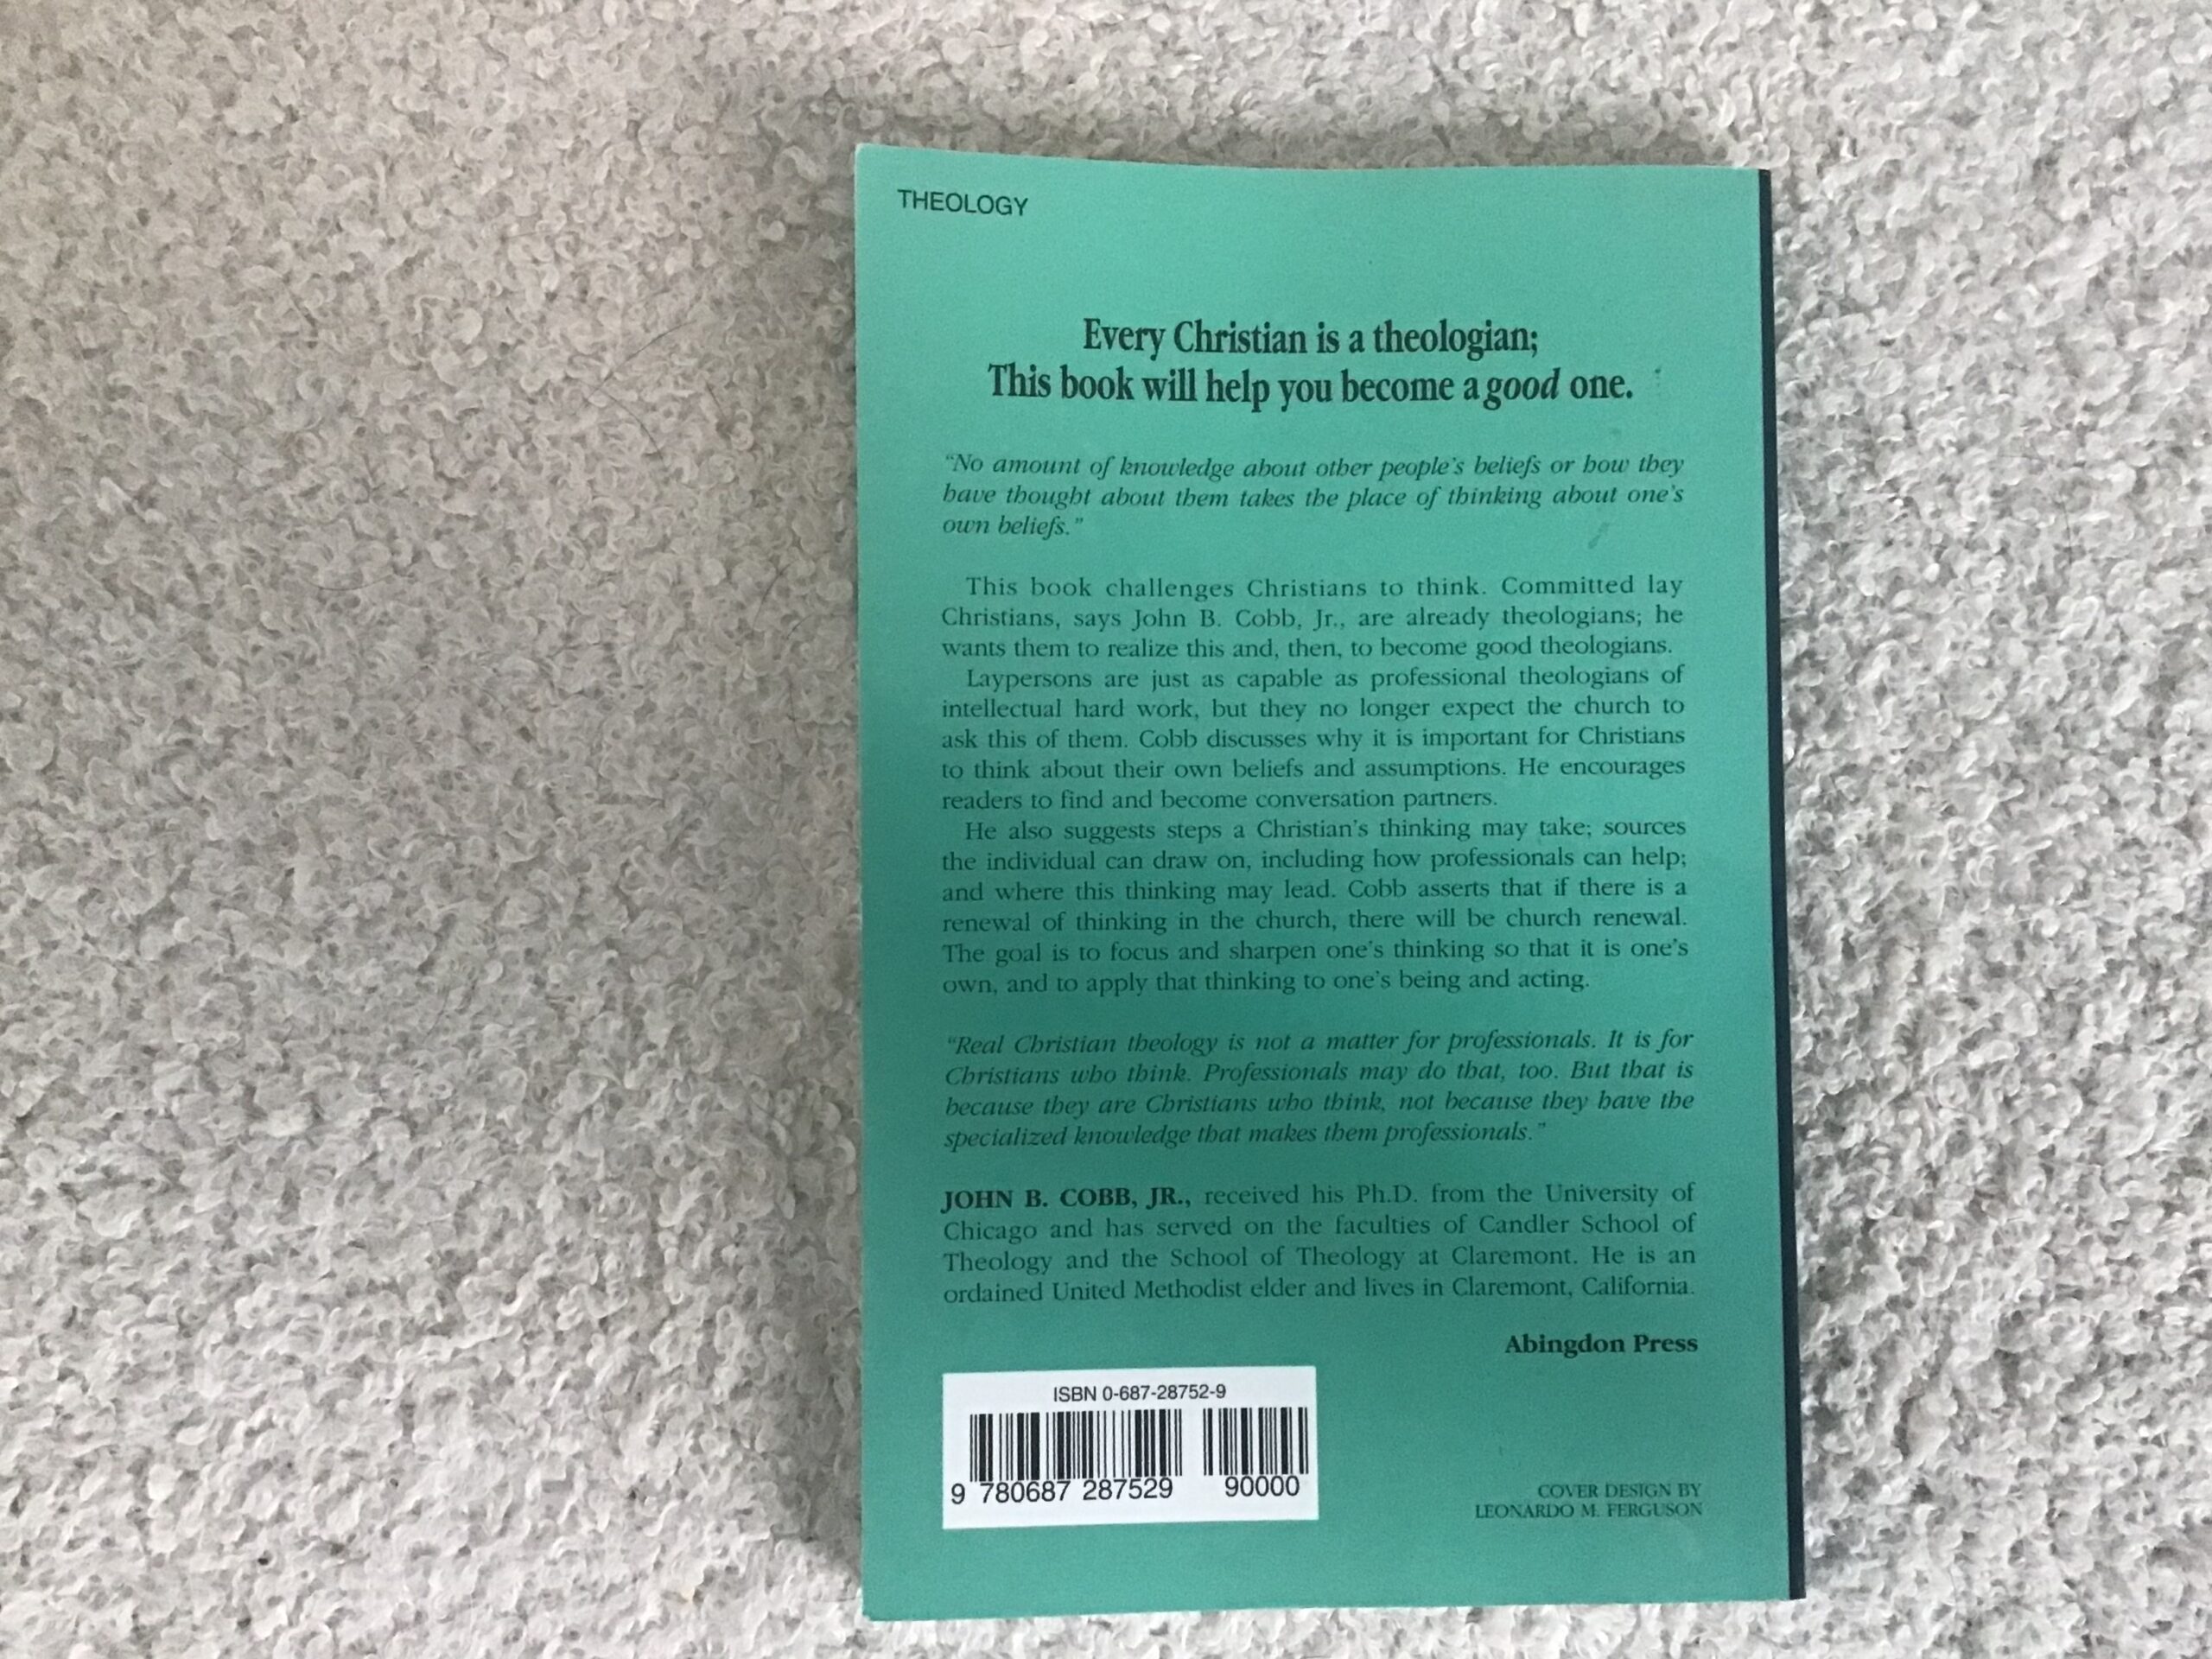 THEOLOGY
Every Christian is a theologian;
This book will help you become a good one.
“No amount of knowledge about other people’s beliefs or how they
have thought about them takes the place of thinking about one’s
own beliefs.”
This book challenges Christians to think. Committed lay
Christians, says John B. Cobb, Jr., are already theologians; he
wants them to realize this and, then, to become good theologians.
Laypersons are just as capable as professional theologians of
intellectual hard work, but they no longer expect the church to
ask this of them. Cobb discusses why it is important for Christians
to think about their own beliefs and assumptions. He encourages
readers to find and become conversation partners.
He also suggests steps a Christian’s thinking may take; sources
the individual can draw on, including how professionals can help;
and where this thinking may lead. Cobb asserts that if there is a
renewal of thinking in the church, there will be church renewal.
The goal is to focus and sharpen one’s thinking so that it is one’s
own, and to apply that thinking to one’s being and acting.
“Real Christian theology is not a matter for professionals. It is for
Christians who think. Professionals may do that, too. But that is
because they are Christians who think, not because they have the
specialized knowledge that makes them professionals.”
JOHN B. COBB, JR., received his Ph.D. from the University of
Chicago and has served on the faculties of Candler School of
Theology and the School of Theology at Claremont. He is an
ordained United Methodist elder and lives in Claremont, California.
Abingdon Press
ISBN 0-687-28752-9
9 780687 287529 90000
COVER DESIGN BY
LEONARDO M. FERGUSON